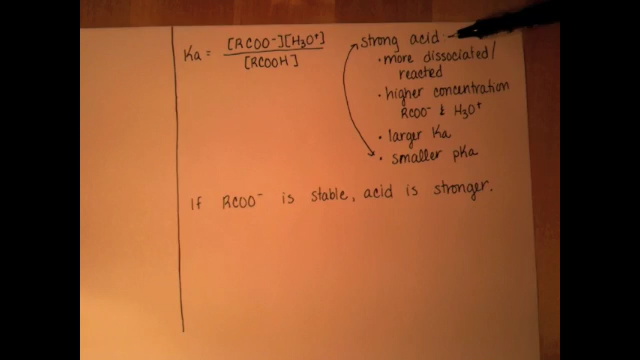 Ka = [RCOO⁻][H₃O⁺] / [RCOOH]
strong acid
• more dissociated/
reacted
• higher concentration
RCOO⁻ & H₃O⁺
• larger Ka
• smaller pKa
If RCOO⁻ is stable, acid is stronger.